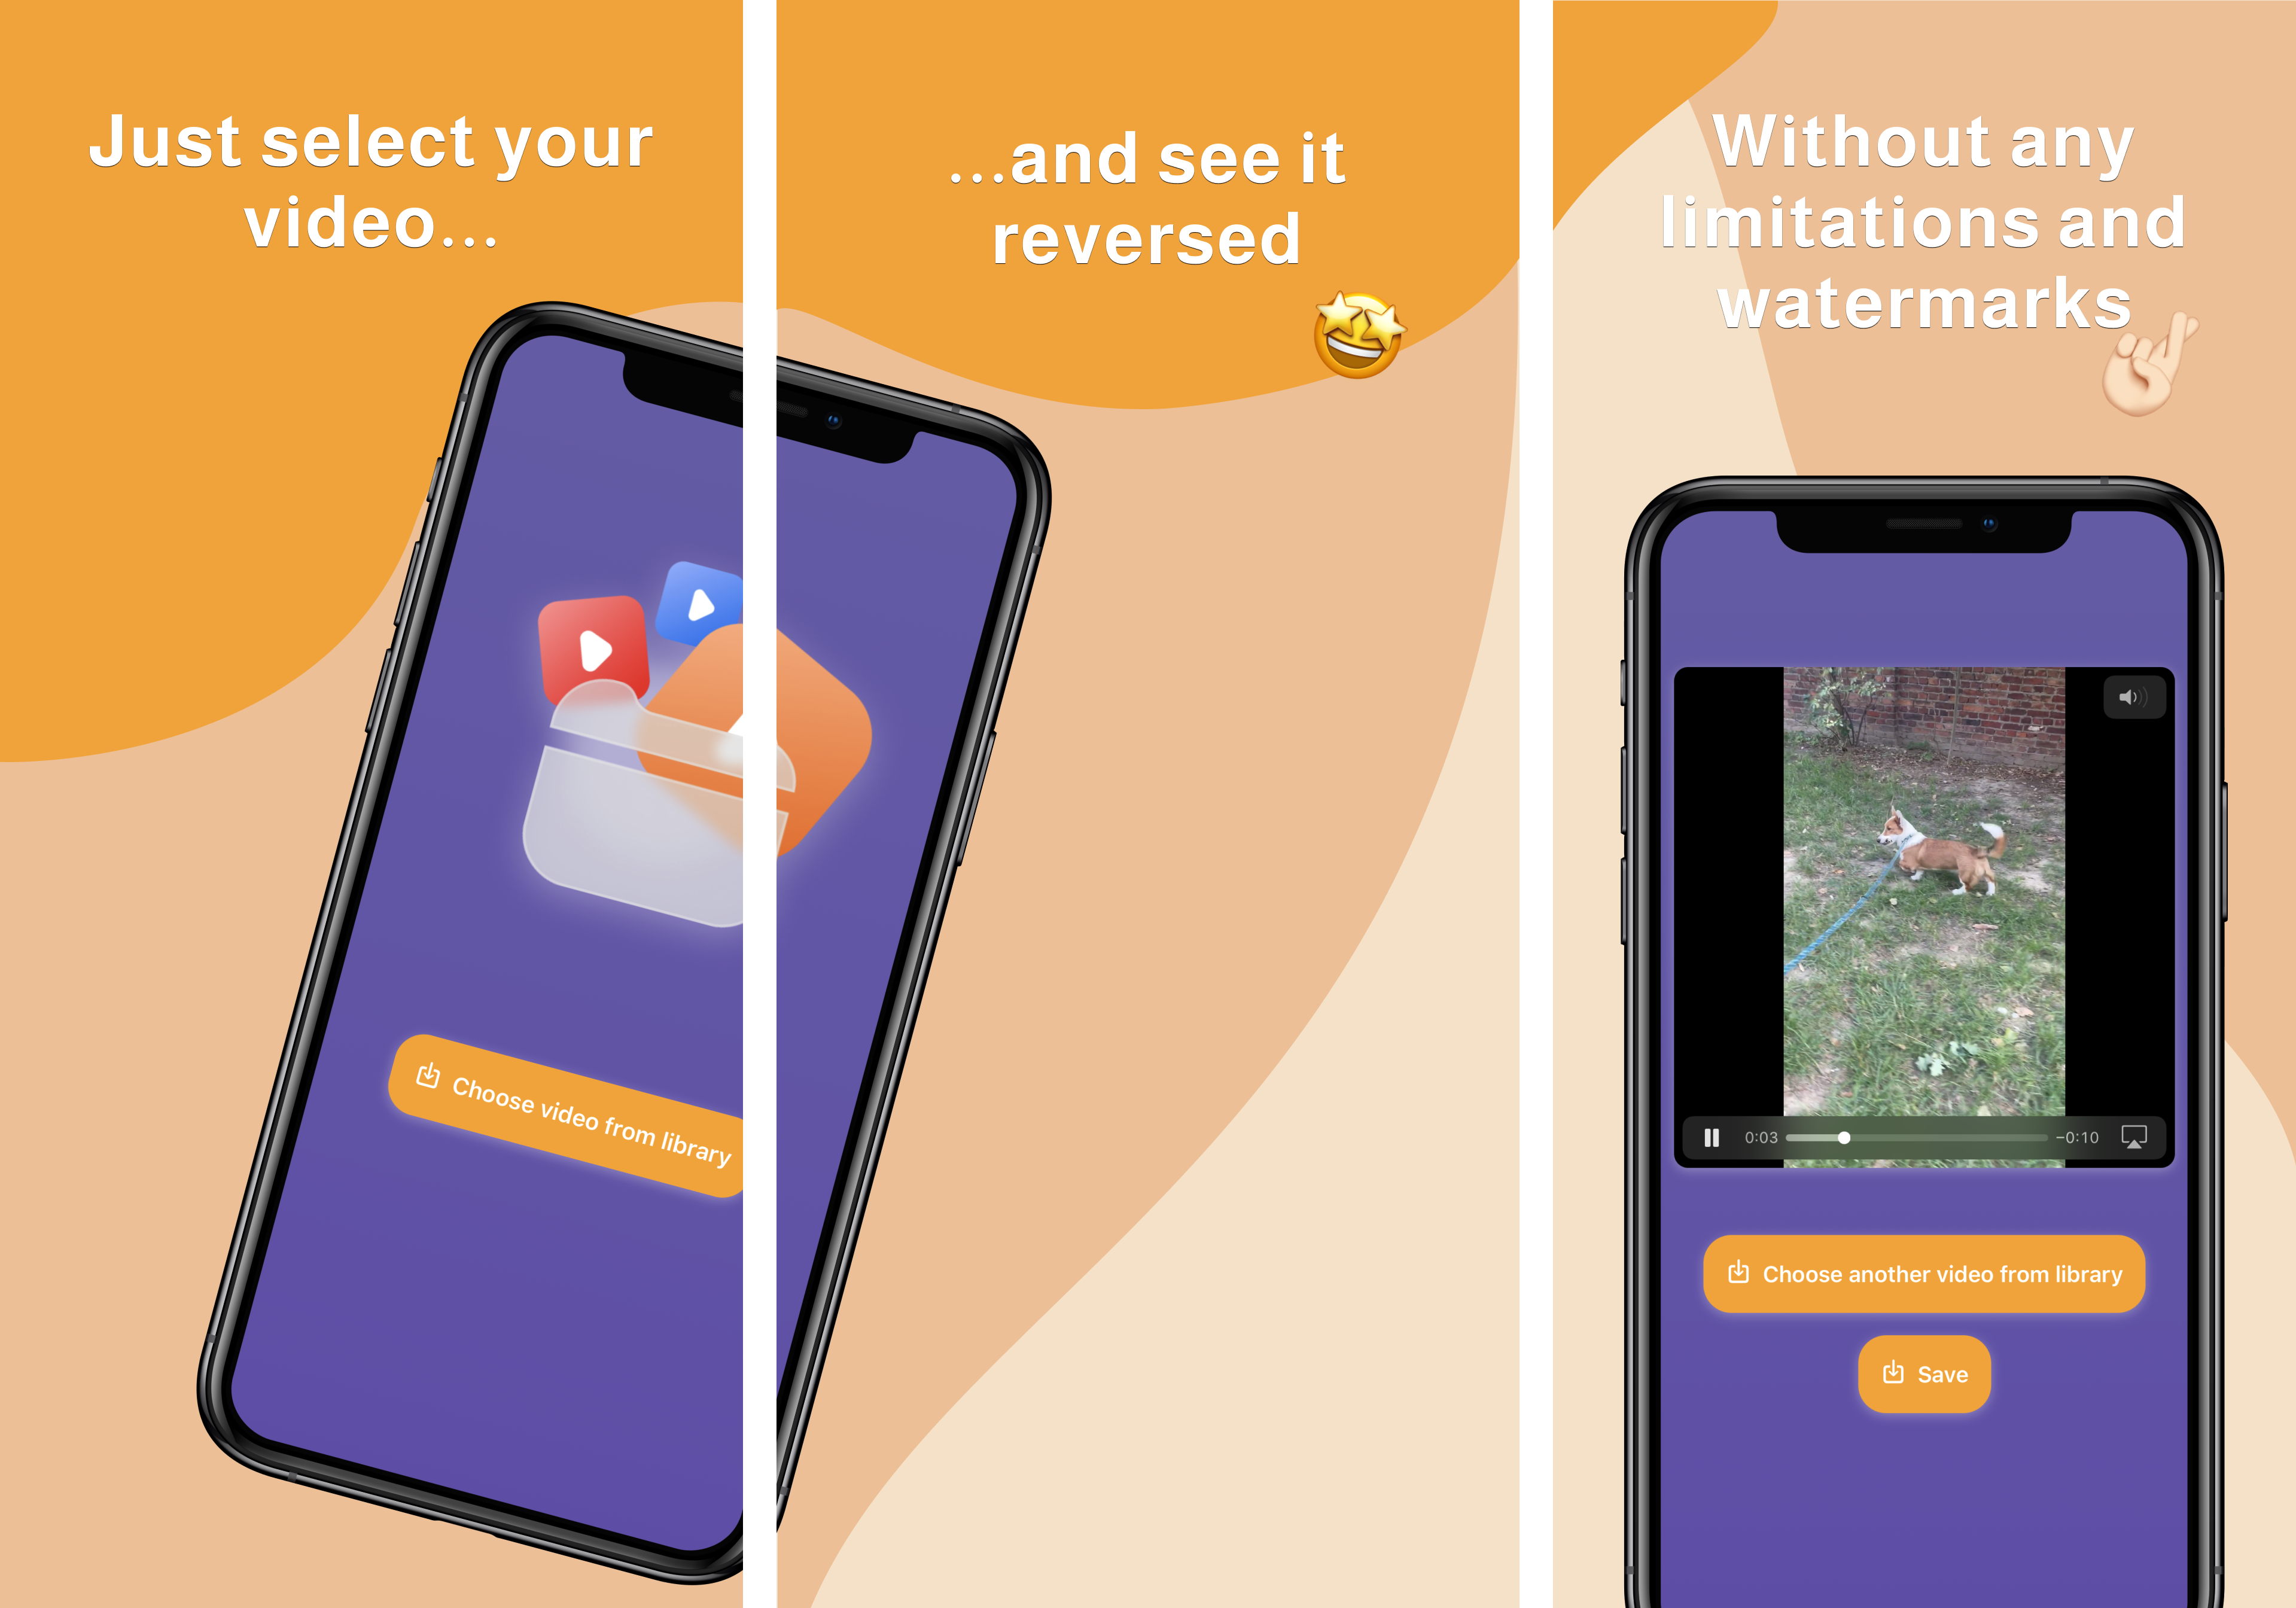 Just select your
video...
Choose video from library
...and see it
reversed
Without any
limitations and
watermarks
0:03
−0:10
Choose another video from library
Save